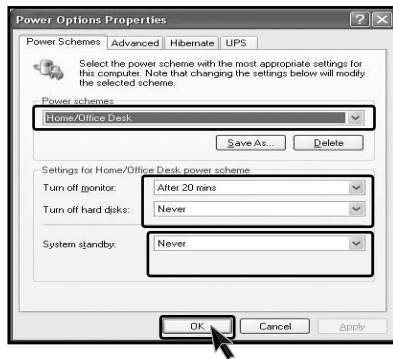 Power Options Properties
Power Schemes Advanced Hibernate UPS
Select the power scheme with the most appropriate settings for
this computer. Note that changing the settings below will modify
the selected scheme.
Power schemes
Home/Office Desk
Save As... Delete
Settings for Home/Office Desk power scheme
Turn off monitor: After 20 mins
Turn off hard disks: Never
System standby: Never
OK Cancel Apply